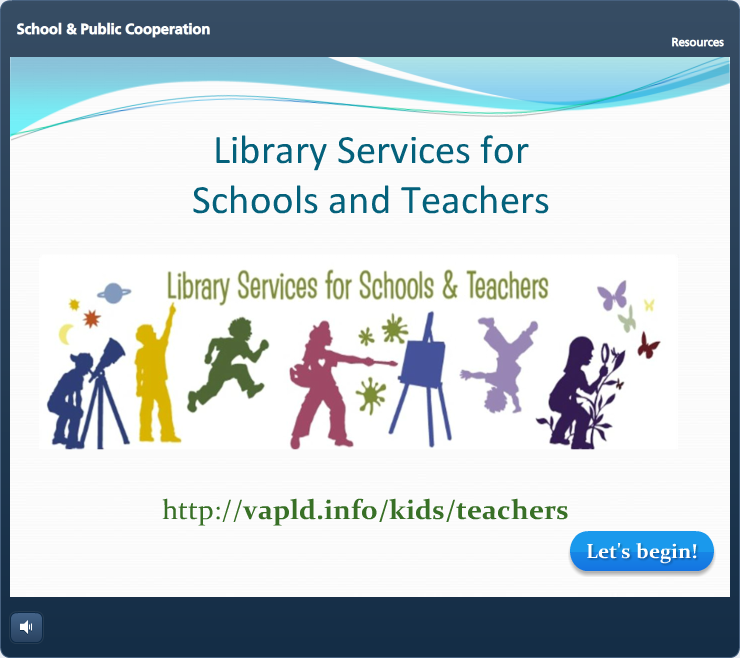 School & Public Cooperation
Resources
Library Services for
Schools and Teachers
Library Services for Schools & Teachers
http://vapld.info/kids/teachers
Let's begin!